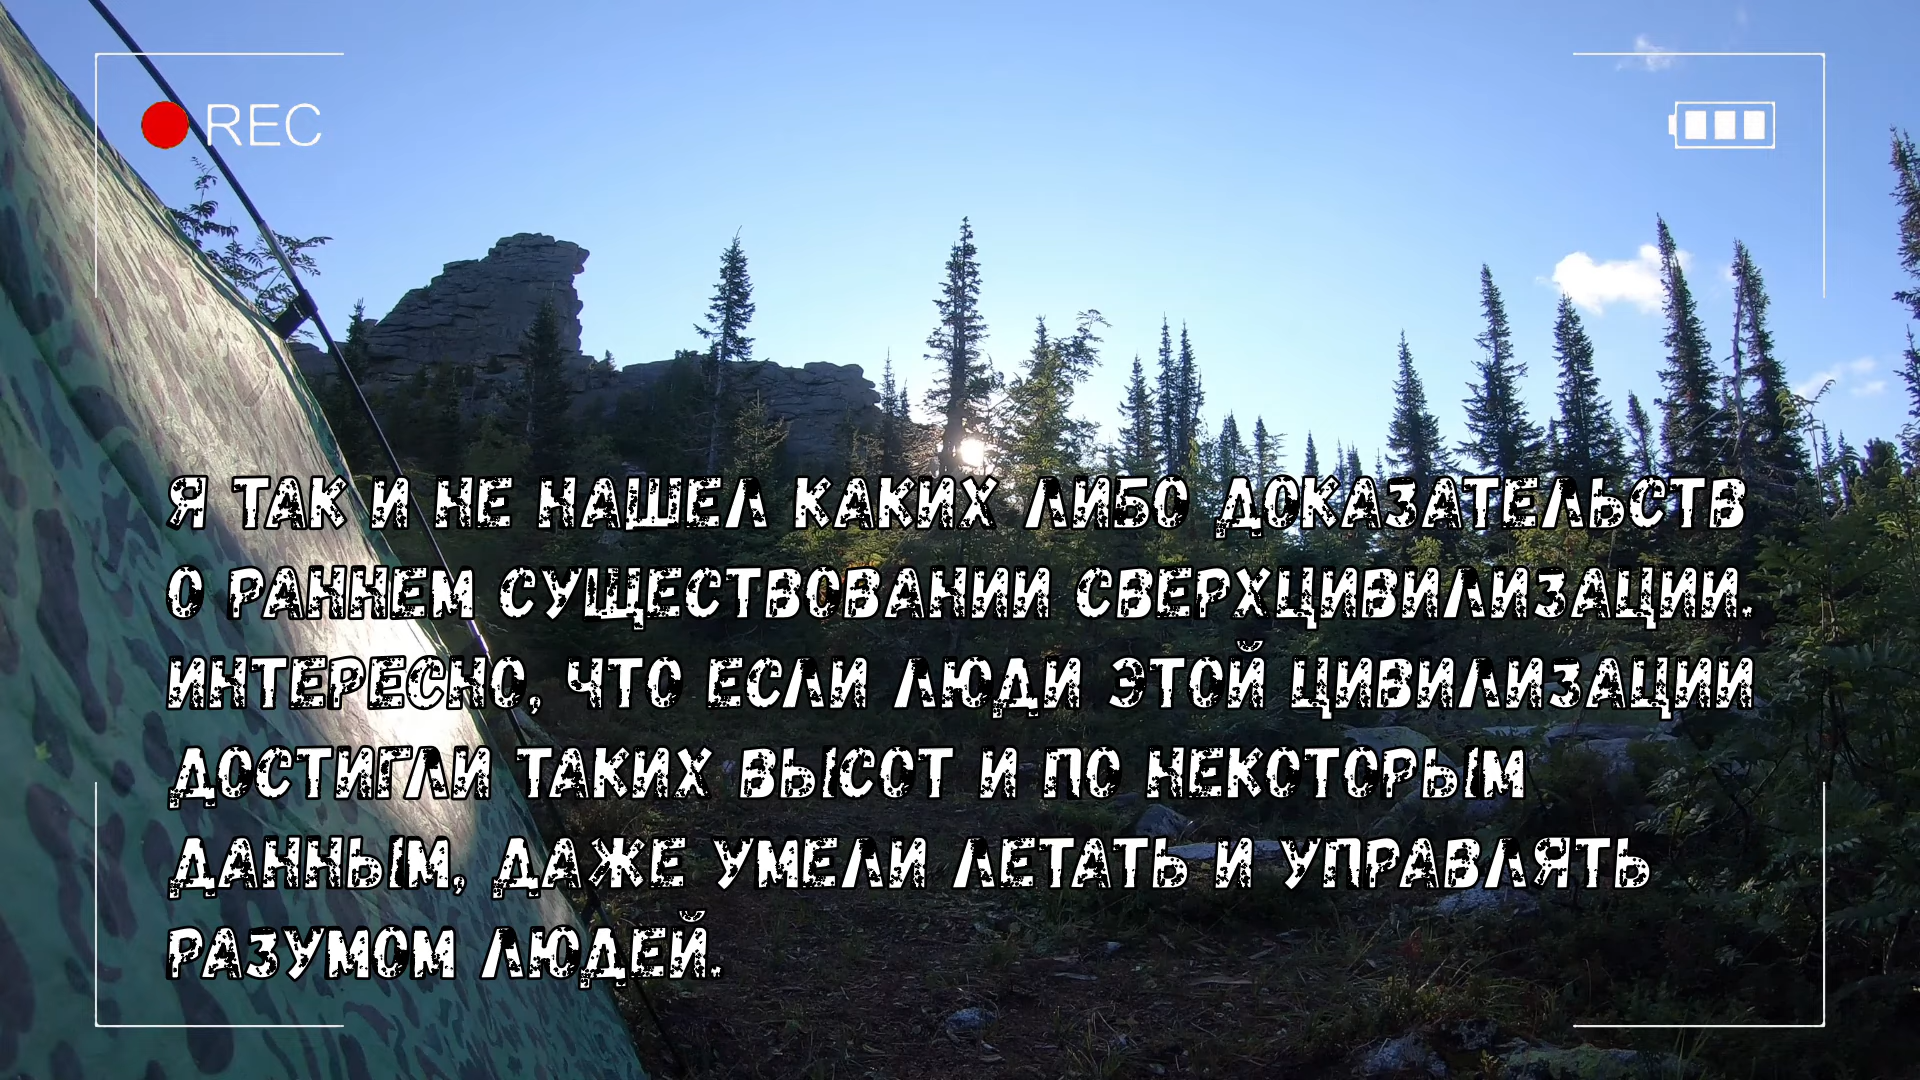 REC
Я ТАК И НЕ НАШЕЛ КАКИХ ЛИБО ДОКАЗАТЕЛЬСТВ
О РАННЕМ СУЩЕСТВОВАНИИ СВЕРХЦИВИЛИЗАЦИИ.
ИНТЕРЕСНО, ЧТО ЕСЛИ ЛЮДИ ЭТОЙ ЦИВИЛИЗАЦИИ
ДОСТИГЛИ ТАКИХ ВЫСОТ И ПО НЕКОТОРЫМ
ДАННЫМ, ДАЖЕ УМЕЛИ ЛЕТАТЬ И УПРАВЛЯТЬ
РАЗУМОМ ЛЮДЕЙ.